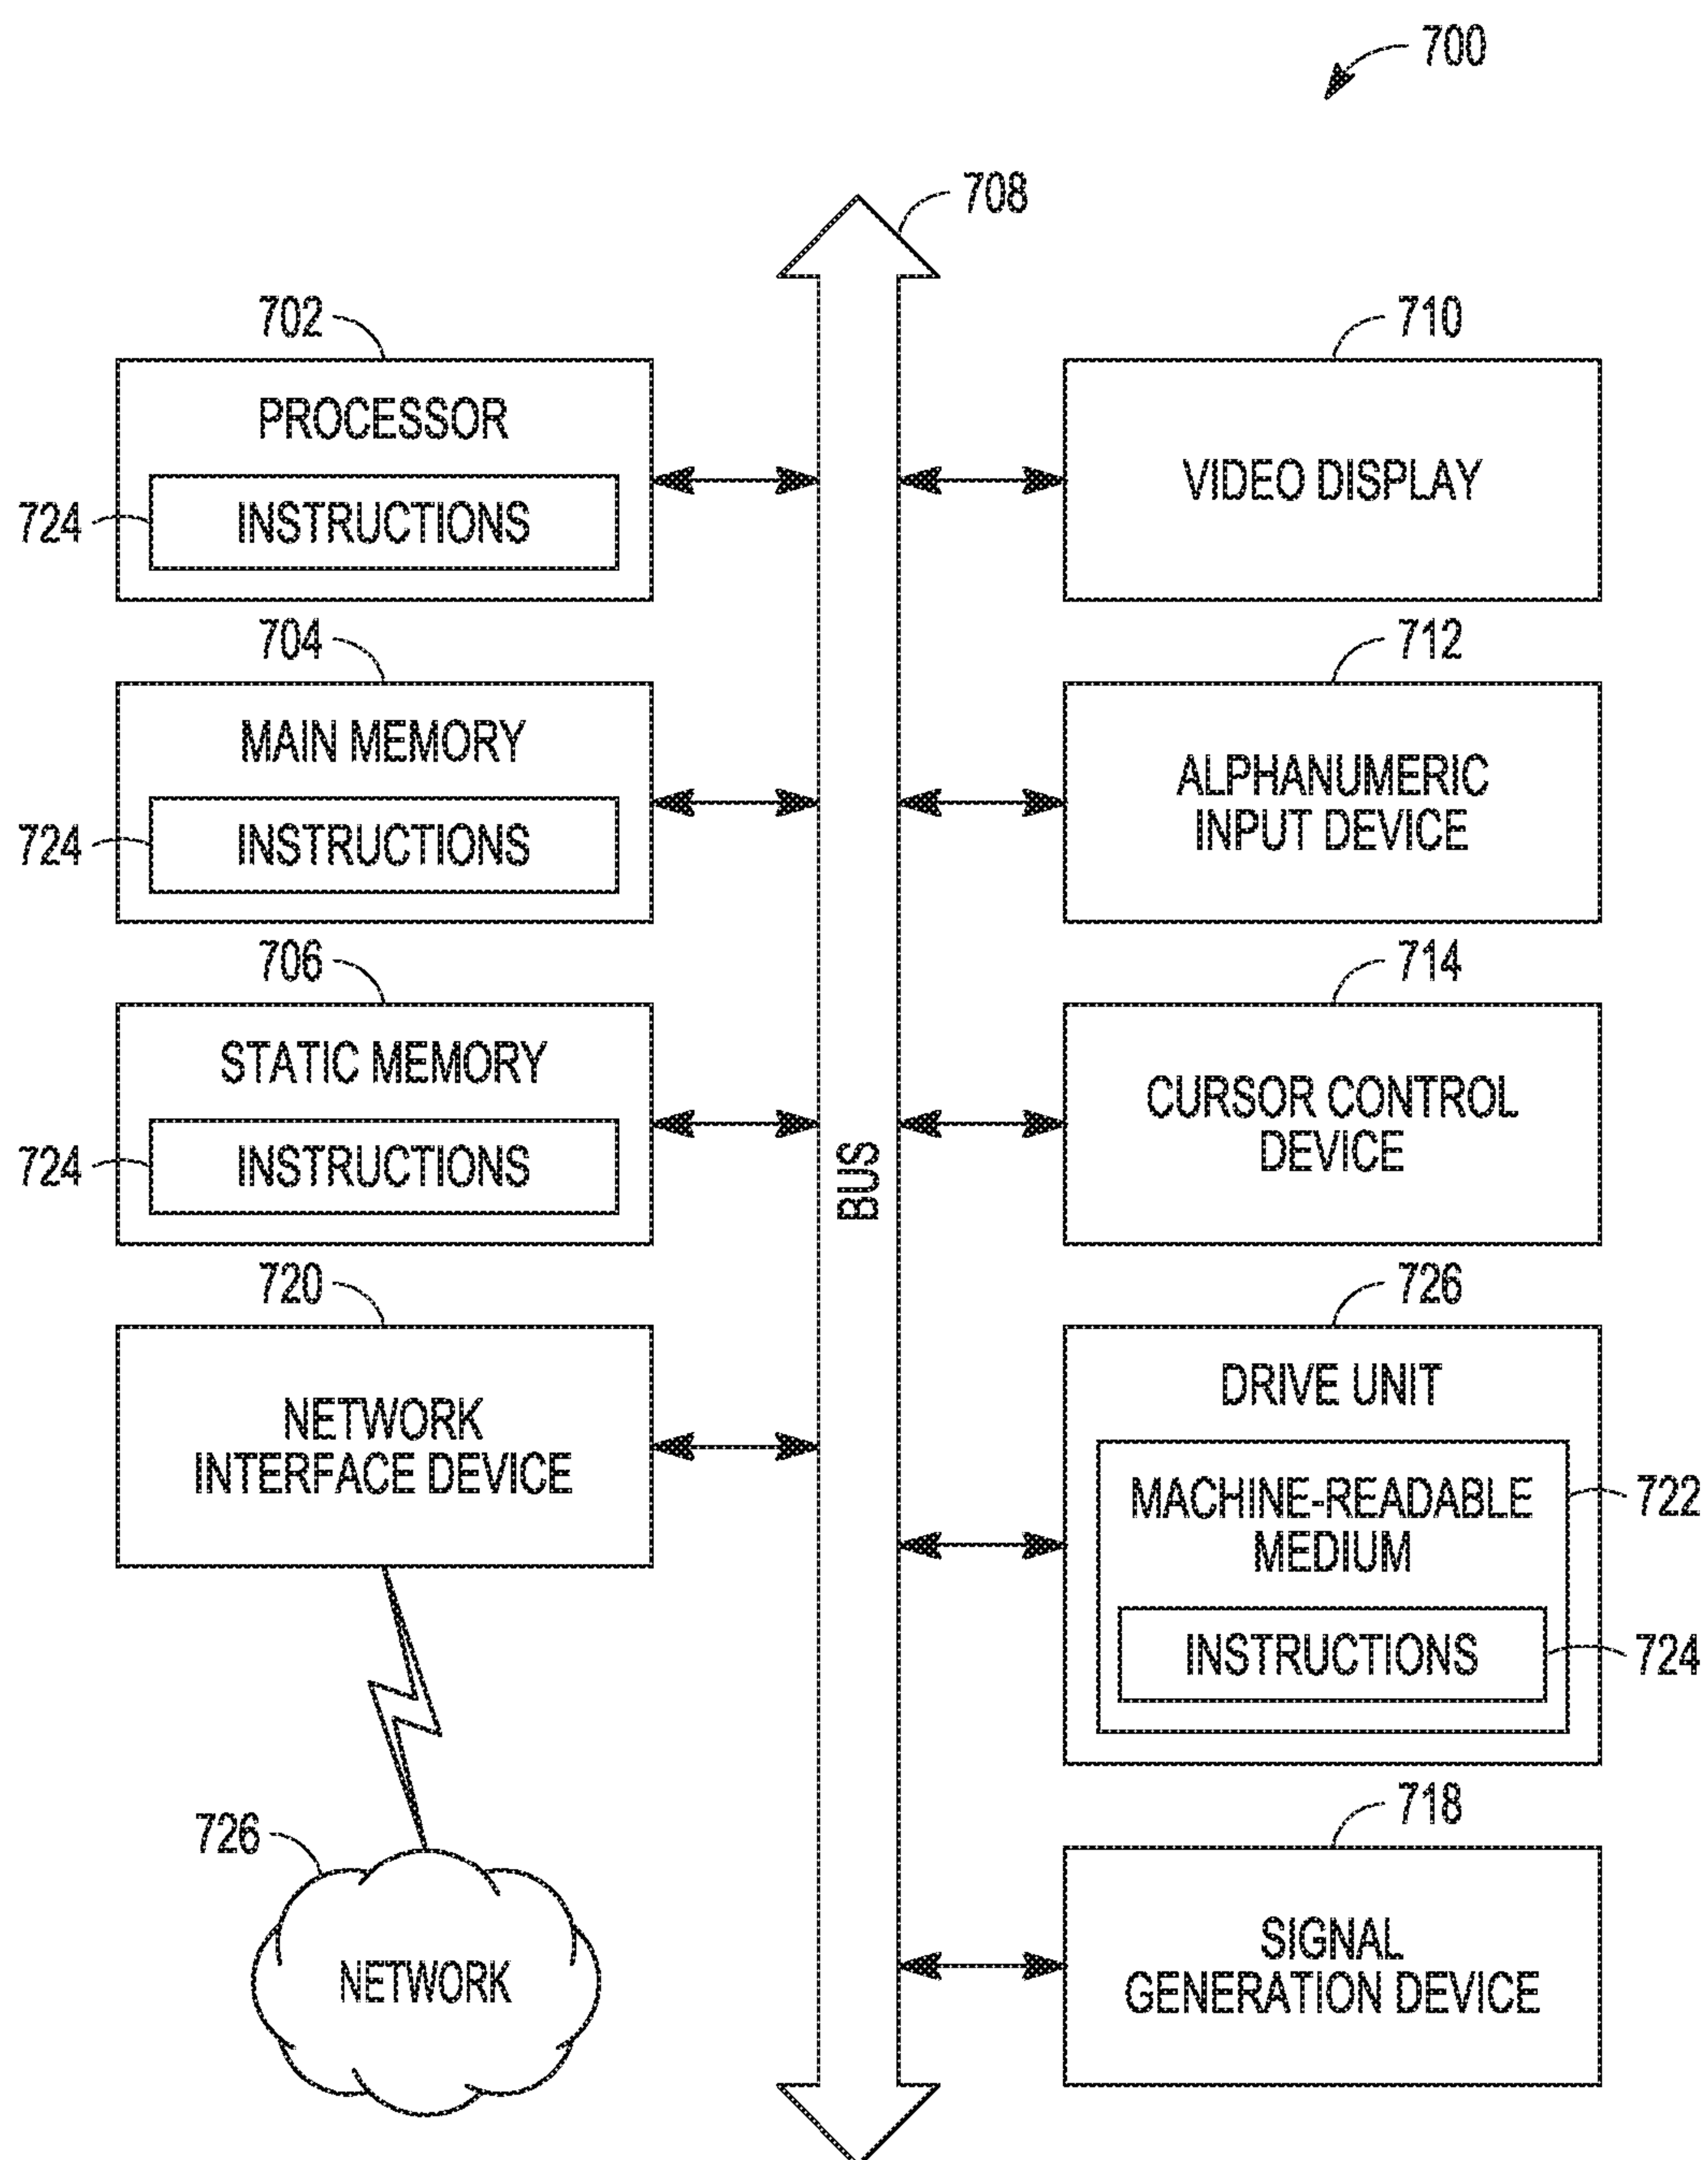 700
708
702
PROCESSOR
724
INSTRUCTIONS
704
MAIN MEMORY
724
INSTRUCTIONS
706
STATIC MEMORY
724
INSTRUCTIONS
720
NETWORK
INTERFACE DEVICE
726
NETWORK
BUS
710
VIDEO DISPLAY
712
ALPHANUMERIC
INPUT DEVICE
714
CURSOR CONTROL
DEVICE
726
DRIVE UNIT
MACHINE-READABLE
MEDIUM
722
INSTRUCTIONS
724
718
SIGNAL
GENERATION DEVICE